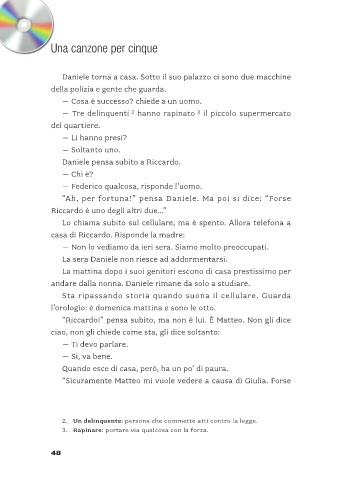 Una canzone per cinque
Daniele torna a casa. Sotto il suo palazzo ci sono due macchine
della polizia e gente che guarda.
— Cosa è successo? chiede a un uomo.
— Tre delinquenti 2 hanno rapinato 3 il piccolo supermercato
del quartiere.
— Li hanno presi?
— Soltanto uno.
Daniele pensa subito a Riccardo.
— Chi è?
— Federico qualcosa, risponde l'uomo.
"Ah, per fortuna!" pensa Daniele. Ma poi si dice: "Forse
Riccardo è uno degli altri due..."
Lo chiama subito sul cellulare, ma è spento. Allora telefona a
casa di Riccardo. Risponde la madre:
— Non lo vediamo da ieri sera. Siamo molto preoccupati.
La sera Daniele non riesce ad addormentarsi.
La mattina dopo i suoi genitori escono di casa prestissimo per
andare dalla nonna. Daniele rimane da solo a studiare.
Sta ripassando storia quando suona il cellulare. Guarda
l'orologio: è domenica mattina e sono le otto.
"Riccardo!" pensa subito, ma non è lui. È Matteo. Non gli dice
ciao, non gli chiede come sta, gli dice soltanto:
— Ti devo parlare.
— Sì, va bene.
Quando esce di casa, però, ha un po' di paura.
"Sicuramente Matteo mi vuole vedere a causa di Giulia. Forse
2. Un delinquente: persona che commette atti contro la legge.
3. Rapinare: portare via qualcosa con la forza.
48